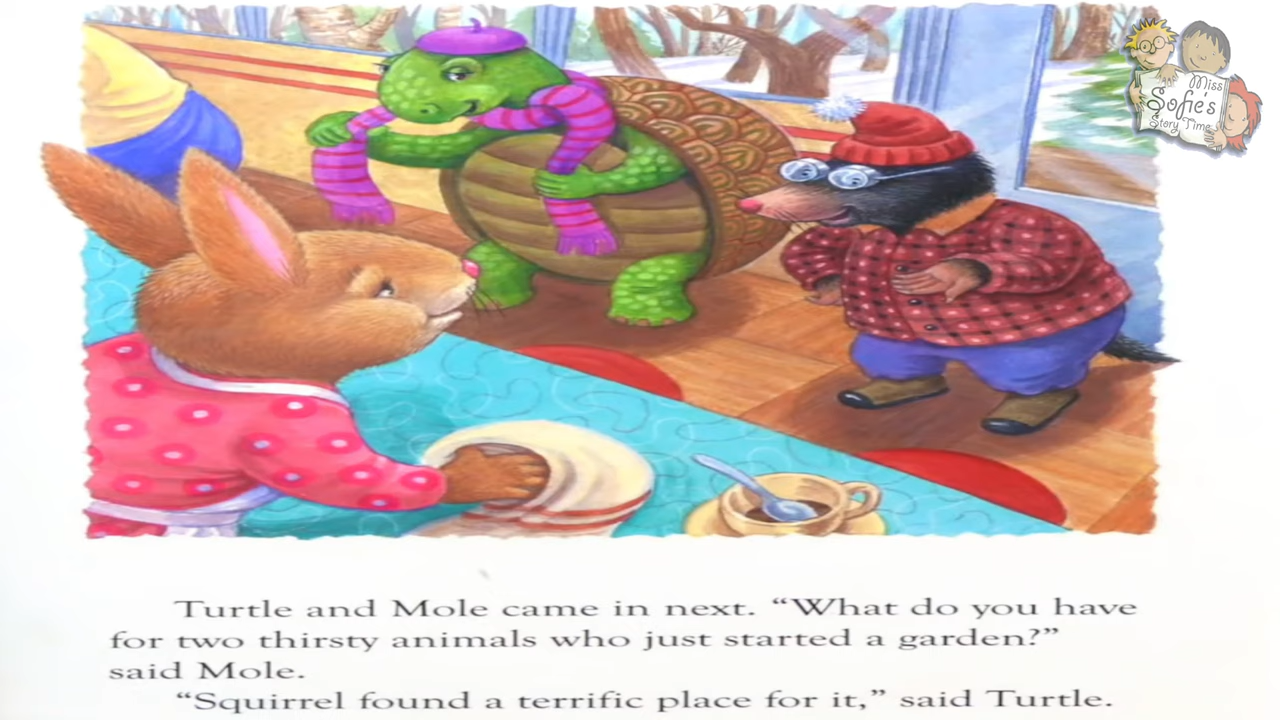 Miss
Sofie's
Story Time
Turtle and Mole came in next. “What do you have
for two thirsty animals who just started a garden?”
said Mole.
“Squirrel found a terrific place for it,” said Turtle.